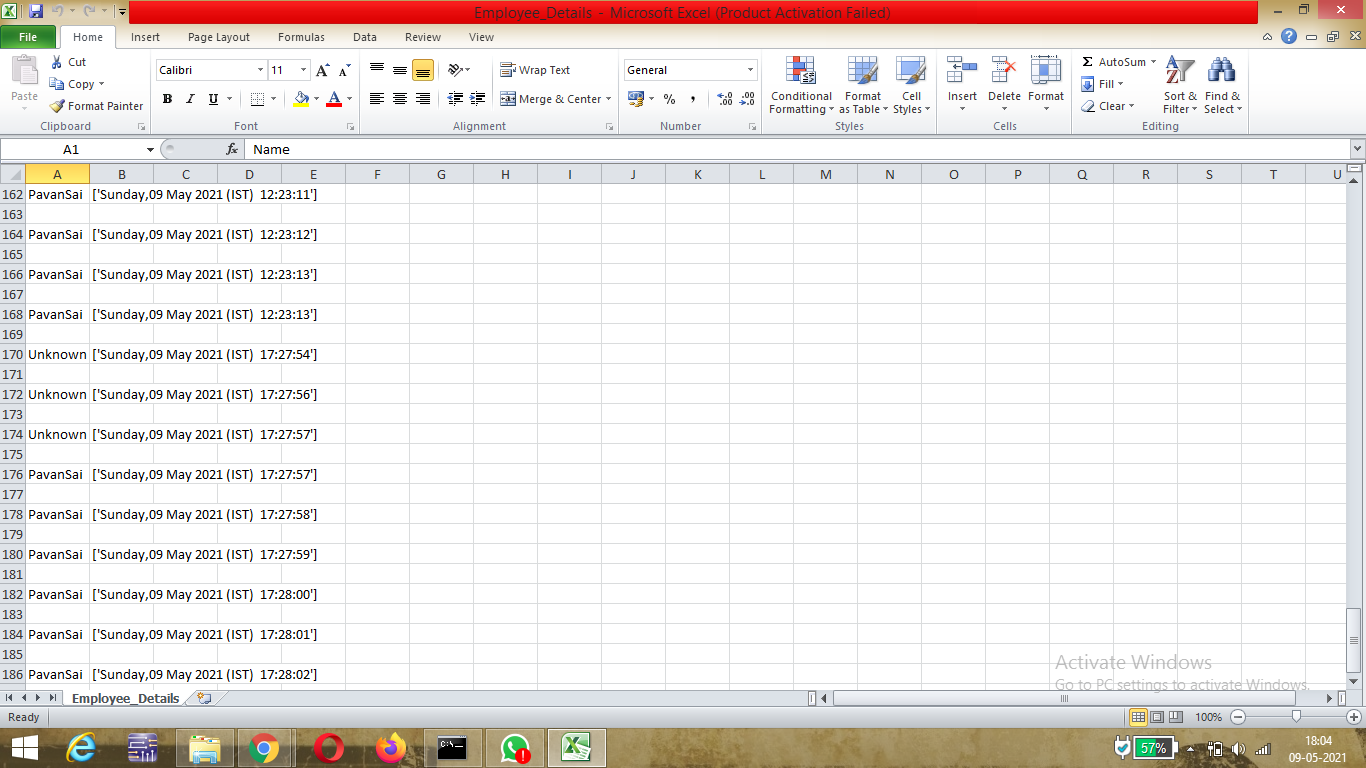 Employee_Details - Microsoft Excel (Product Activation Failed)
File Home Insert Page Layout Formulas Data Review View
Cut
Copy
Format Painter
Paste
Clipboard
Calibri 11
B I U
Font
Wrap Text
Merge & Center
Alignment
General
% ,
Number
Conditional Formatting
Format as Table
Cell Styles
Styles
Insert
Delete
Format
Cells
Σ AutoSum
Fill
Clear
Sort & Filter
Find & Select
Editing
A1 fx Name
A B C D E F G H I J K L M N O P Q R S T U
162 PavanSai ['Sunday,09 May 2021 (IST)  12:23:11']
163
164 PavanSai ['Sunday,09 May 2021 (IST)  12:23:12']
165
166 PavanSai ['Sunday,09 May 2021 (IST)  12:23:13']
167
168 PavanSai ['Sunday,09 May 2021 (IST)  12:23:13']
169
170 Unknown ['Sunday,09 May 2021 (IST)  17:27:54']
171
172 Unknown ['Sunday,09 May 2021 (IST)  17:27:56']
173
174 Unknown ['Sunday,09 May 2021 (IST)  17:27:57']
175
176 PavanSai ['Sunday,09 May 2021 (IST)  17:27:57']
177
178 PavanSai ['Sunday,09 May 2021 (IST)  17:27:58']
179
180 PavanSai ['Sunday,09 May 2021 (IST)  17:27:59']
181
182 PavanSai ['Sunday,09 May 2021 (IST)  17:28:00']
183
184 PavanSai ['Sunday,09 May 2021 (IST)  17:28:01']
185
186 PavanSai ['Sunday,09 May 2021 (IST)  17:28:02']
Activate Windows
Go to PC settings to activate Windows.
Employee_Details
Ready
100%
57%
18:04
09-05-2021